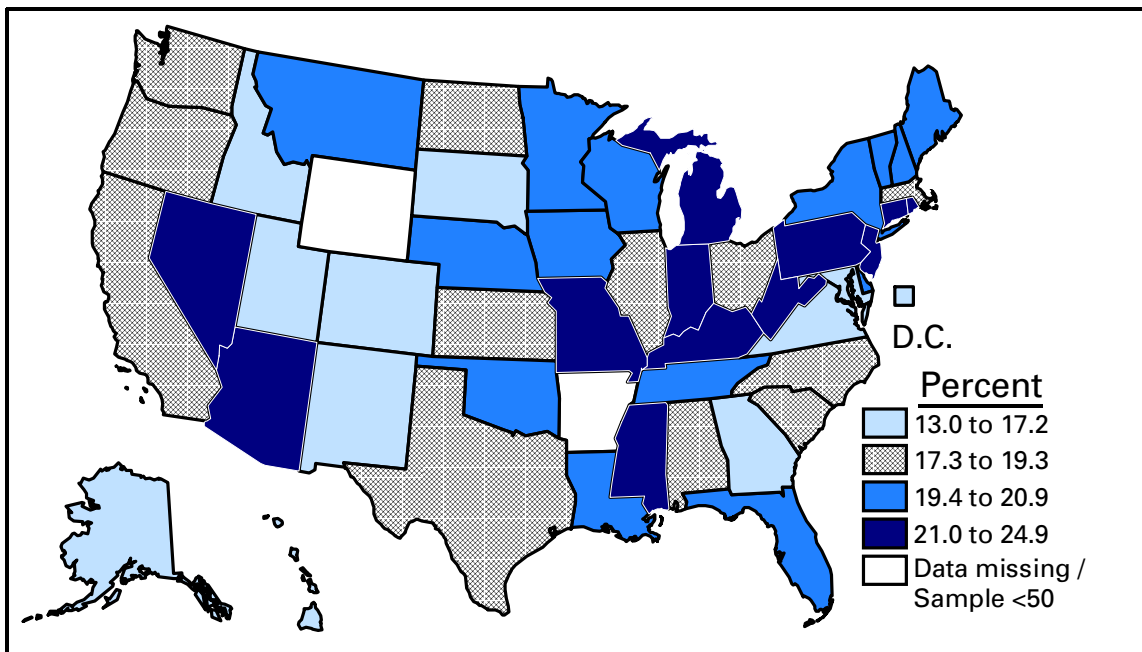 D.C.
Percent
13.0 to 17.2
17.3 to 19.3
19.4 to 20.9
21.0 to 24.9
Data missing /
Sample <50